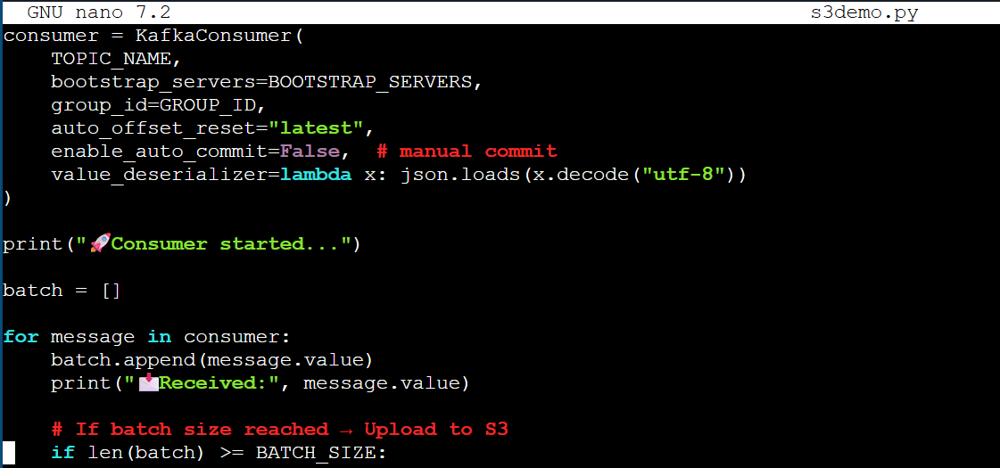 GNU nano 7.2 s3demo.py
consumer = KafkaConsumer(
    TOPIC_NAME,
    bootstrap_servers=BOOTSTRAP_SERVERS,
    group_id=GROUP_ID,
    auto_offset_reset="latest",
    enable_auto_commit=False,  # manual commit
    value_deserializer=lambda x: json.loads(x.decode("utf-8"))
)
print("🚀Consumer started...")
batch = []
for message in consumer:
    batch.append(message.value)
    print("📩Received:", message.value)
    # If batch size reached → Upload to S3
    if len(batch) >= BATCH_SIZE: